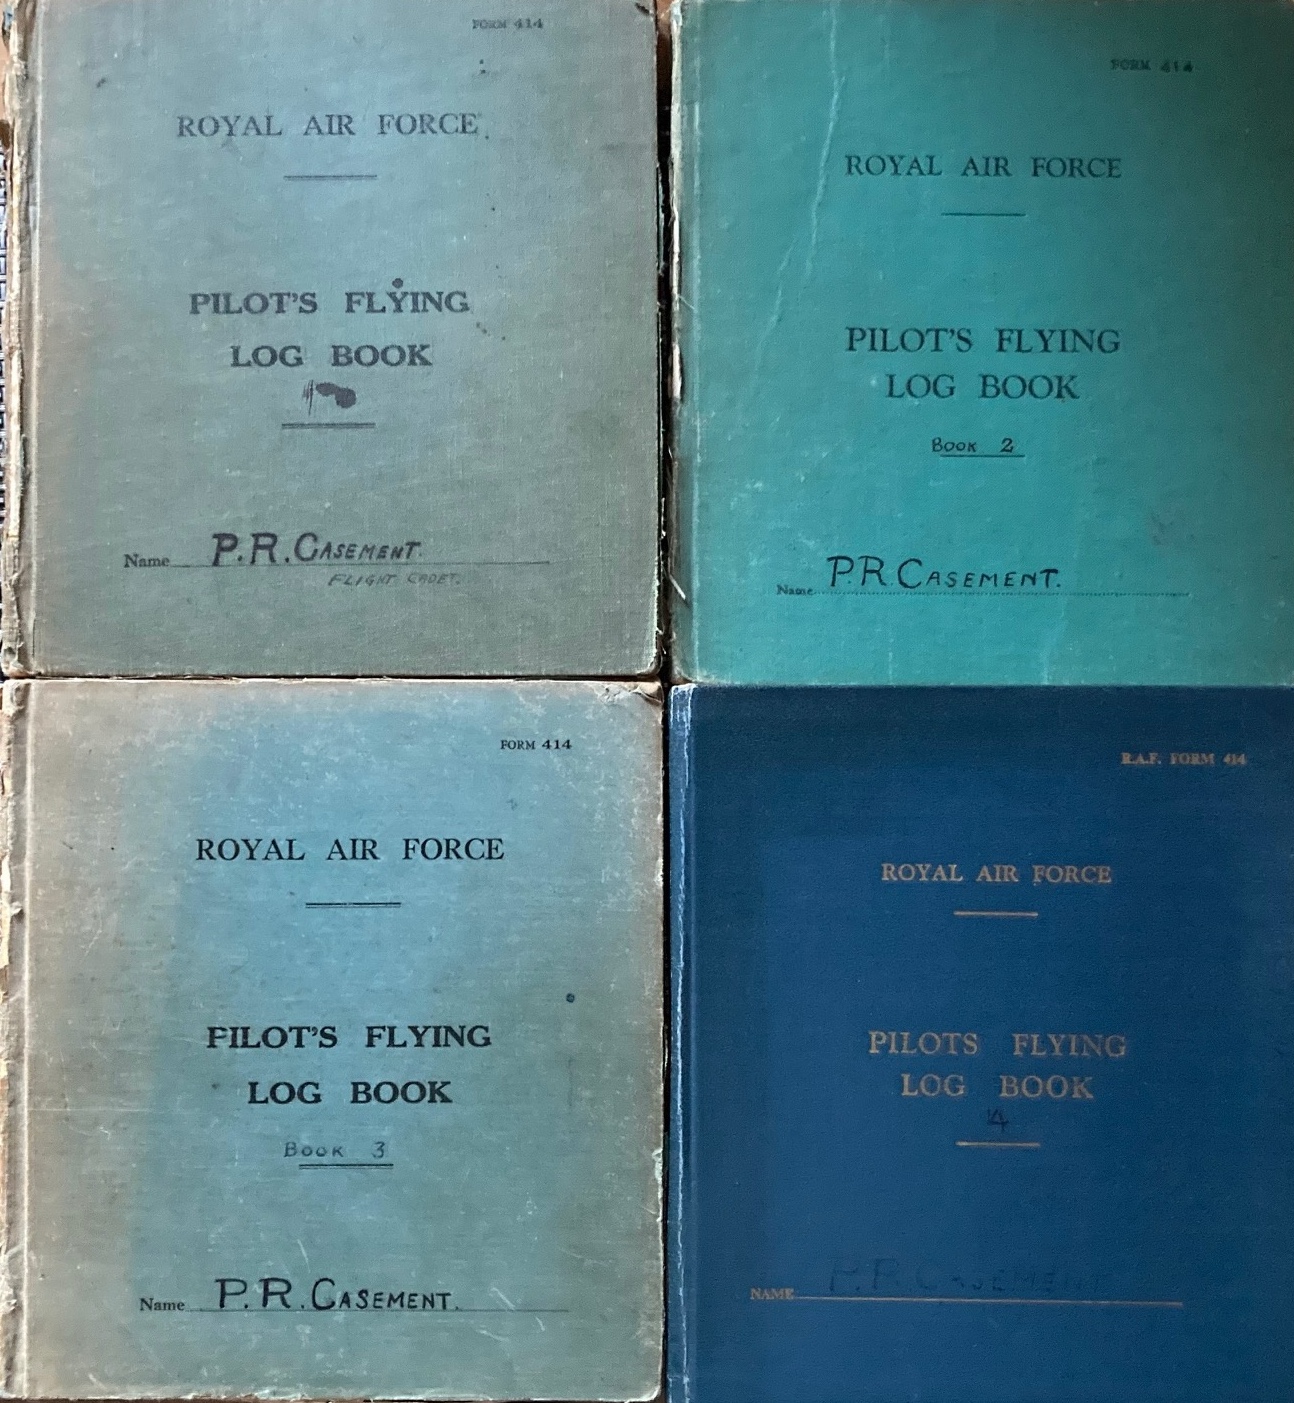 FORM 414
ROYAL AIR FORCE
PILOT'S FLYING
LOG BOOK
Name P.R.CASEMENT.
FLIGHT CADET.
FORM 414
ROYAL AIR FORCE
PILOT'S FLYING
LOG BOOK
Book 2
Name P.R.CASEMENT.
FORM 414
ROYAL AIR FORCE
PILOT'S FLYING
LOG BOOK
Book 3
Name P.R.CASEMENT.
R.A.F. FORM 414
ROYAL AIR FORCE
PILOTS FLYING
LOG BOOK
4
NAME P.R.CASEMENT